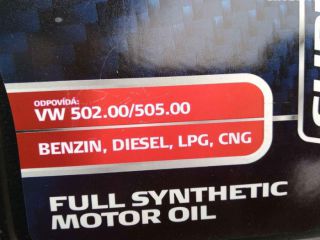 ODPOVÍDÁ:
VW 502.00/505.00
BENZIN, DIESEL, LPG, CNG
FULL SYNTHETIC
MOTOR OIL